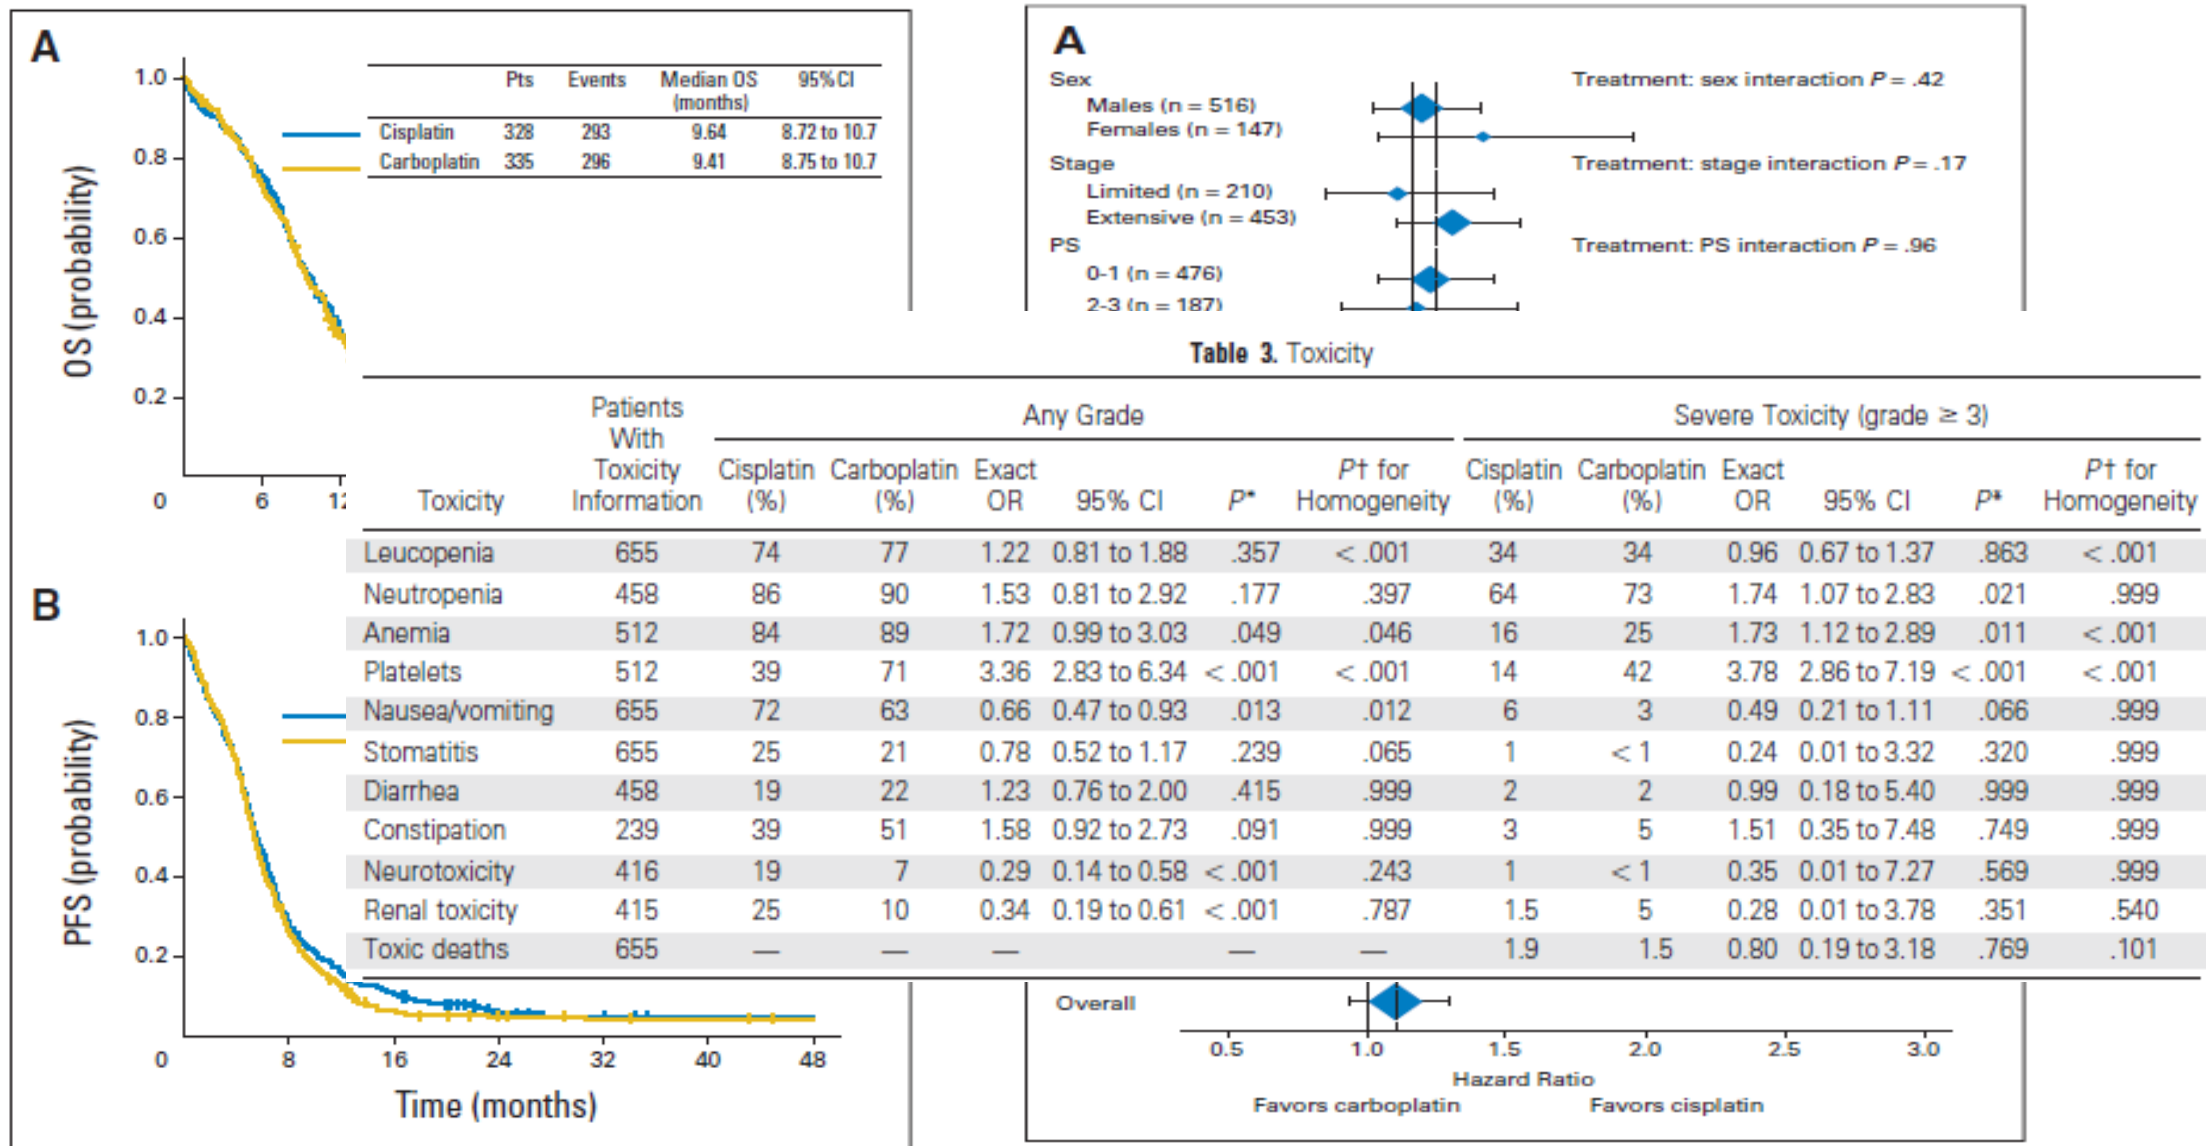 A
OS (probability)
1.0
0.8
0.6
0.4
0.2
0 6 12
Pts Events Median OS (months) 95% CI
Cisplatin 328 293 9.64 8.72 to 10.7
Carboplatin 335 296 9.41 8.75 to 10.7
A
Sex Treatment: sex interaction P = .42
Males (n = 516)
Females (n = 147)
Stage Treatment: stage interaction P = .17
Limited (n = 210)
Extensive (n = 453)
PS Treatment: PS interaction P = .96
0-1 (n = 476)
2-3 (n = 187)
Table 3. Toxicity
Any Grade Severe Toxicity (grade ≥ 3)
Toxicity Patients With Toxicity Information Cisplatin (%) Carboplatin (%) Exact OR 95% CI P* P† for Homogeneity Cisplatin (%) Carboplatin (%) Exact OR 95% CI P* P† for Homogeneity
Leucopenia 655 74 77 1.22 0.81 to 1.88 .357 < .001 34 34 0.96 0.67 to 1.37 .863 < .001
Neutropenia 458 86 90 1.53 0.81 to 2.92 .177 .397 64 73 1.74 1.07 to 2.83 .021 .999
Anemia 512 84 89 1.72 0.99 to 3.03 .049 .046 16 25 1.73 1.12 to 2.89 .011 < .001
Platelets 512 39 71 3.36 2.83 to 6.34 < .001 < .001 14 42 3.78 2.86 to 7.19 < .001 < .001
Nausea/vomiting 655 72 63 0.66 0.47 to 0.93 .013 .012 6 3 0.49 0.21 to 1.11 .066 .999
Stomatitis 655 25 21 0.78 0.52 to 1.17 .239 .065 1 < 1 0.24 0.01 to 3.32 .320 .999
Diarrhea 458 19 22 1.23 0.76 to 2.00 .415 .999 2 2 0.99 0.18 to 5.40 .999 .999
Constipation 239 39 51 1.58 0.92 to 2.73 .091 .999 3 5 1.51 0.35 to 7.48 .749 .999
Neurotoxicity 416 19 7 0.29 0.14 to 0.58 < .001 .243 1 < 1 0.35 0.01 to 7.27 .569 .999
Renal toxicity 415 25 10 0.34 0.19 to 0.61 < .001 .787 1.5 5 0.28 0.01 to 3.78 .351 .540
Toxic deaths 655 — — — — — 1.9 1.5 0.80 0.19 to 3.18 .769 .101
B
PFS (probability)
1.0
0.8
0.6
0.4
0.2
0 8 16 24 32 40 48
Time (months)
Overall
0.5 1.0 1.5 2.0 2.5 3.0
Hazard Ratio
Favors carboplatin Favors cisplatin